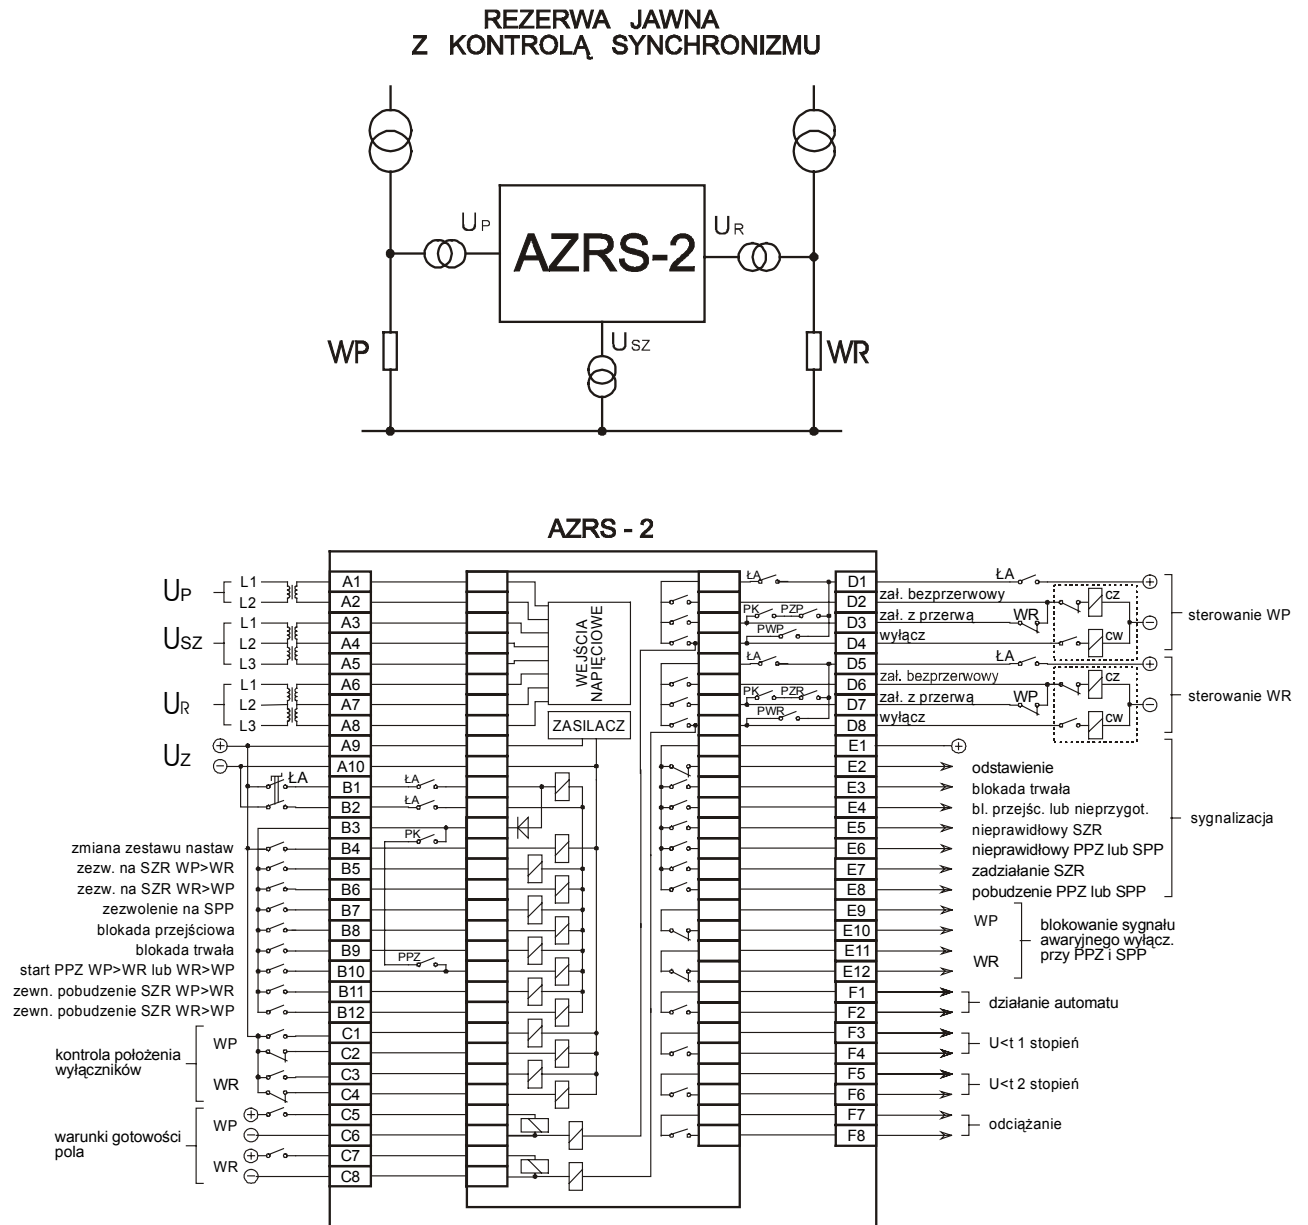 REZERWA JAWNA
Z KONTROLĄ SYNCHRONIZMU
UP
AZRS-2
UR
USZ
WP
WR
AZRS - 2
UP
L1
L2
USZ
L1
L2
L3
UR
L1
L2
L3
UZ
ŁA
zmiana zestawu nastaw
zezw. na SZR WP>WR
zezw. na SZR WR>WP
zezwolenie na SPP
blokada przejściowa
blokada trwała
start PPZ WP>WR lub WR>WP
zewn. pobudzenie SZR WP>WR
zewn. pobudzenie SZR WR>WP
kontrola położenia
wyłączników
WP
WR
warunki gotowości
pola
WP
WR
A1
A2
A3
A4
A5
A6
A7
A8
A9
A10
B1
B2
B3
B4
B5
B6
B7
B8
B9
B10
B11
B12
C1
C2
C3
C4
C5
C6
C7
C8
ŁA
ŁA
PK
PPZ
WEJŚCIA
NAPIĘCIOWE
ZASILACZ
ŁA
PK PZP
PWP
ŁA
PK PZR
PWR
D1
D2
D3
D4
D5
D6
D7
D8
E1
E2
E3
E4
E5
E6
E7
E8
E9
E10
E11
E12
F1
F2
F3
F4
F5
F6
F7
F8
ŁA
zał. bezprzerwowy
zał. z przerwą
WR
wyłącz
cz
cw
sterowanie WP
ŁA
zał. bezprzerwowy
zał. z przerwą
WP
wyłącz
cz
cw
sterowanie WR
odstawienie
blokada trwała
bl. przejśc. lub nieprzygot.
nieprawidłowy SZR
nieprawidłowy PPZ lub SPP
zadziałanie SZR
pobudzenie PPZ lub SPP
sygnalizacja
WP
WR
blokowanie sygnału
awaryjnego wyłącz.
przy PPZ i SPP
działanie automatu
U<t 1 stopień
U<t 2 stopień
odciążanie